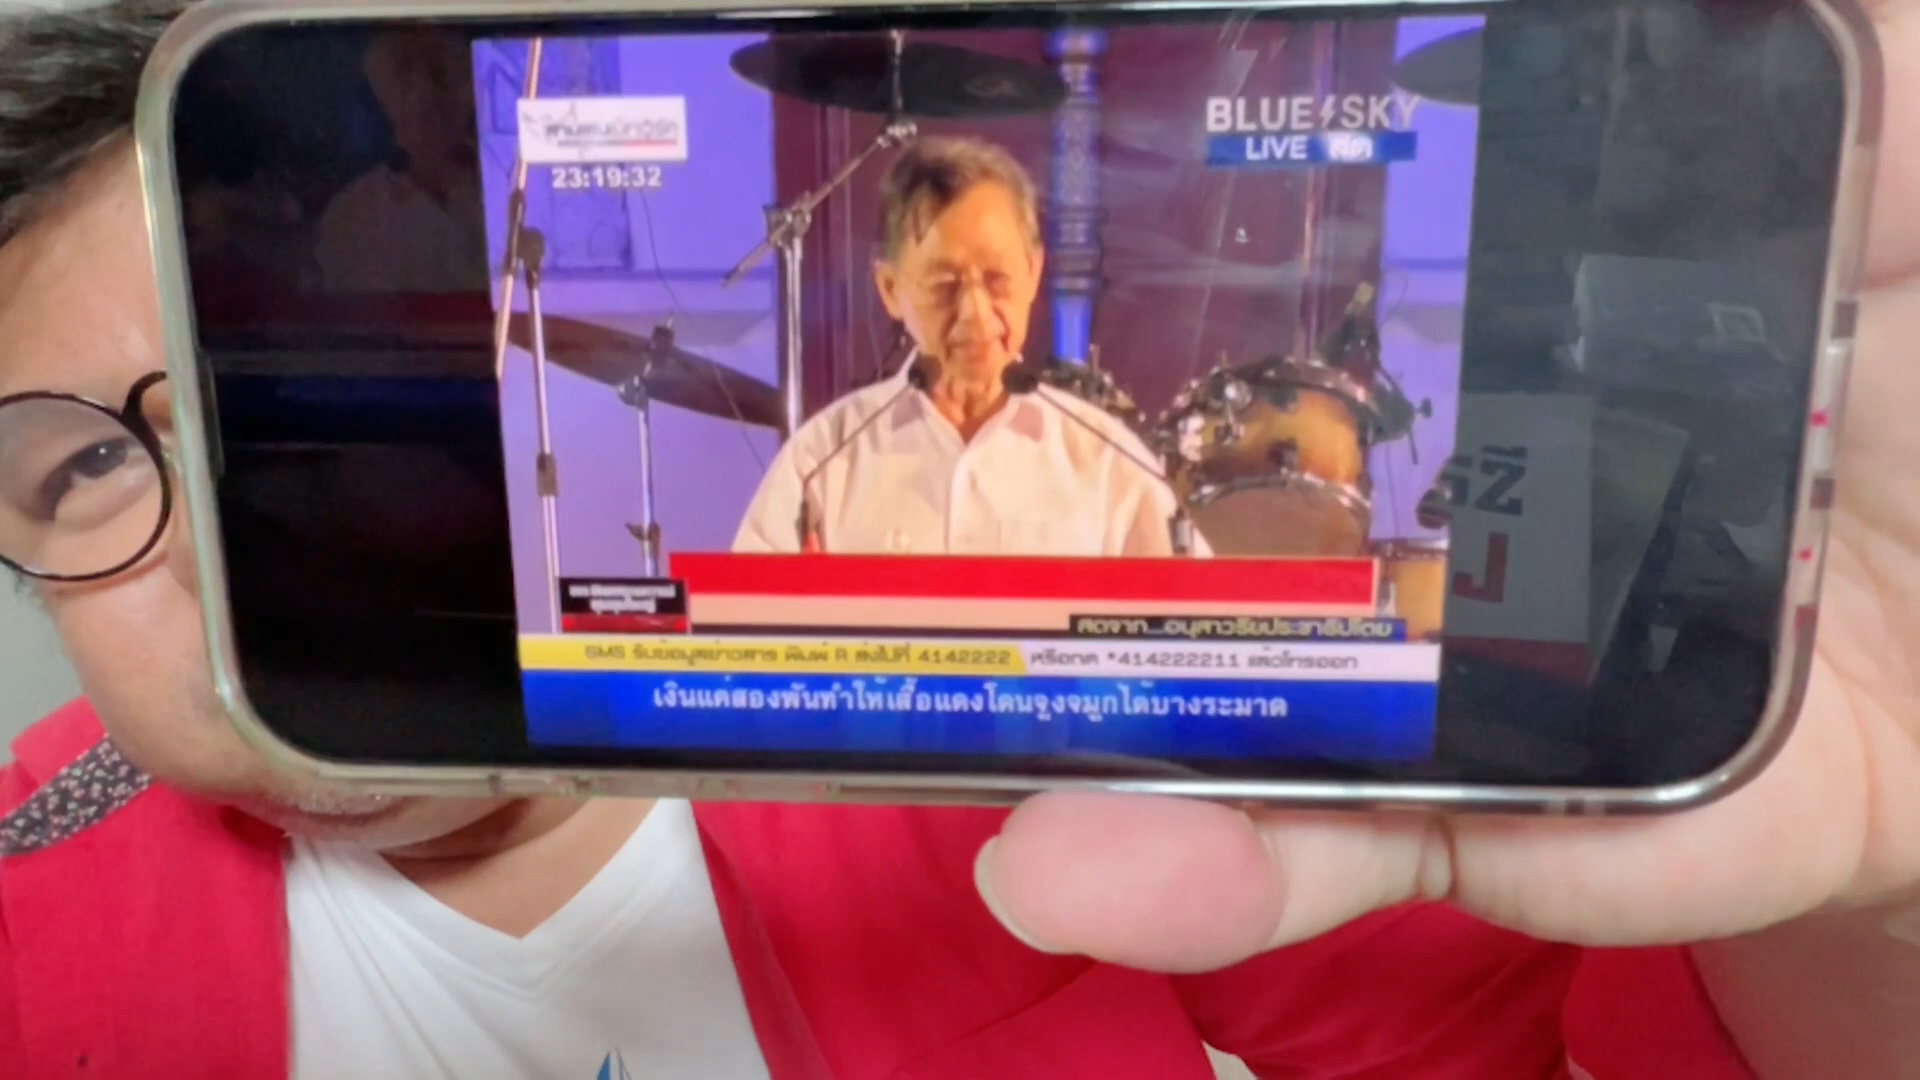 BLUE SKY
LIVE สด
23:19:32
สดจาก...อนุสาวรีย์ประชาธิปไตย
SMS รับข้อมูลข่าวสาร พิมพ์ R ส่งไปที่ 4142222 หรือกด *414222211 แล้วโทรออก
เงินแค่สองพันทำให้เสื้อแดงโดนจูงจมูกได้บางระมาด